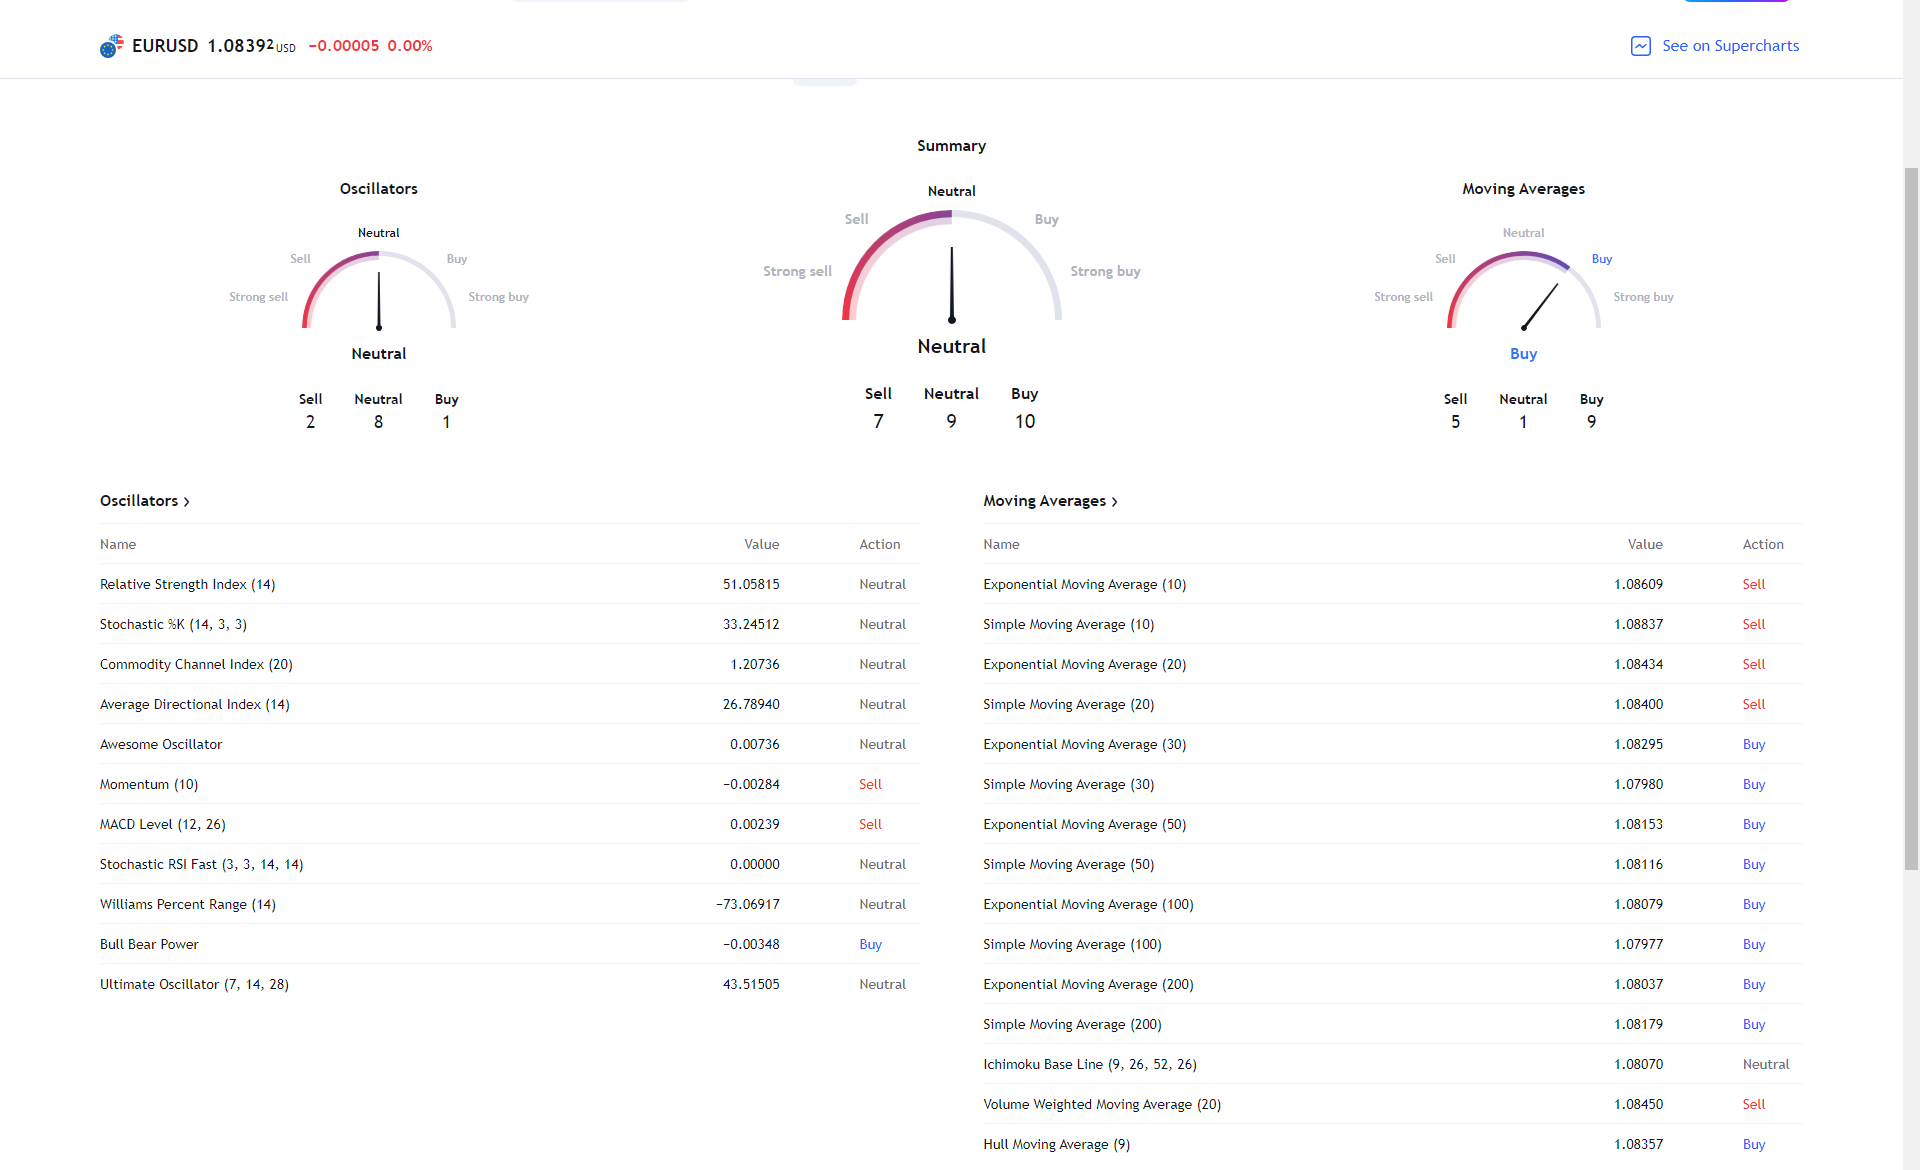 EURUSD 1.08392 USD −0.00005 0.00%
See on Supercharts
Summary
Neutral
Sell
Buy
Strong sell
Strong buy
Neutral
Sell Neutral Buy
7 9 10
Oscillators
Neutral
Sell
Buy
Strong sell
Strong buy
Neutral
Sell Neutral Buy
2 8 1
Moving Averages
Neutral
Sell
Buy
Strong sell
Strong buy
Buy
Sell Neutral Buy
5 1 9
Oscillators
Name Value Action
Relative Strength Index (14) 51.05815 Neutral
Stochastic %K (14, 3, 3) 33.24512 Neutral
Commodity Channel Index (20) 1.20736 Neutral
Average Directional Index (14) 26.78940 Neutral
Awesome Oscillator 0.00736 Neutral
Momentum (10) −0.00284 Sell
MACD Level (12, 26) 0.00239 Sell
Stochastic RSI Fast (3, 3, 14, 14) 0.00000 Neutral
Williams Percent Range (14) −73.06917 Neutral
Bull Bear Power −0.00348 Buy
Ultimate Oscillator (7, 14, 28) 43.51505 Neutral
Moving Averages
Name Value Action
Exponential Moving Average (10) 1.08609 Sell
Simple Moving Average (10) 1.08837 Sell
Exponential Moving Average (20) 1.08434 Sell
Simple Moving Average (20) 1.08400 Sell
Exponential Moving Average (30) 1.08295 Buy
Simple Moving Average (30) 1.07980 Buy
Exponential Moving Average (50) 1.08153 Buy
Simple Moving Average (50) 1.08116 Buy
Exponential Moving Average (100) 1.08079 Buy
Simple Moving Average (100) 1.07977 Buy
Exponential Moving Average (200) 1.08037 Buy
Simple Moving Average (200) 1.08179 Buy
Ichimoku Base Line (9, 26, 52, 26) 1.08070 Neutral
Volume Weighted Moving Average (20) 1.08450 Sell
Hull Moving Average (9) 1.08357 Buy